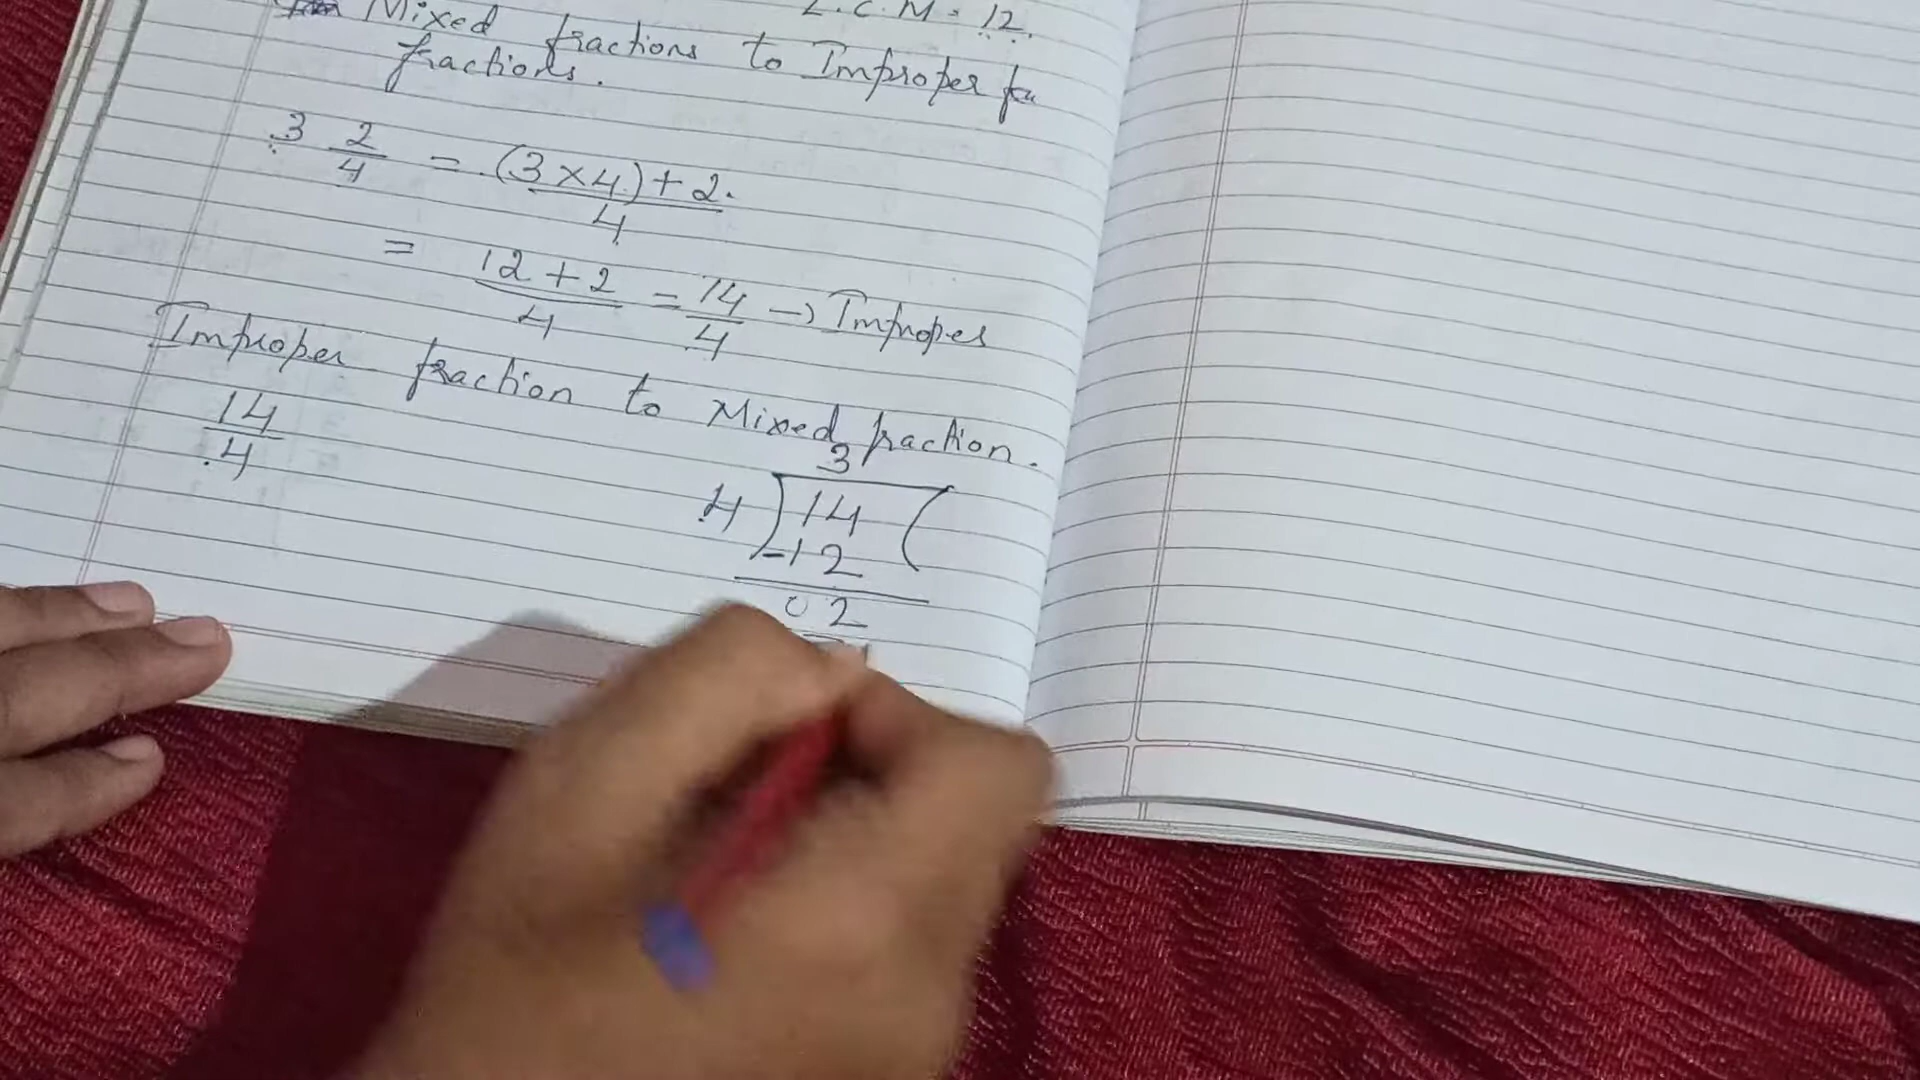 L.C.M = 12.
Mixed fractions to Improper
fractions.
3 2/4 = (3 × 4) + 2. / 4
= 12 + 2 / 4 = 14/4 → Improper
Improper fraction to Mixed fraction.
14/4
3
4 ) 14 (
-12
02